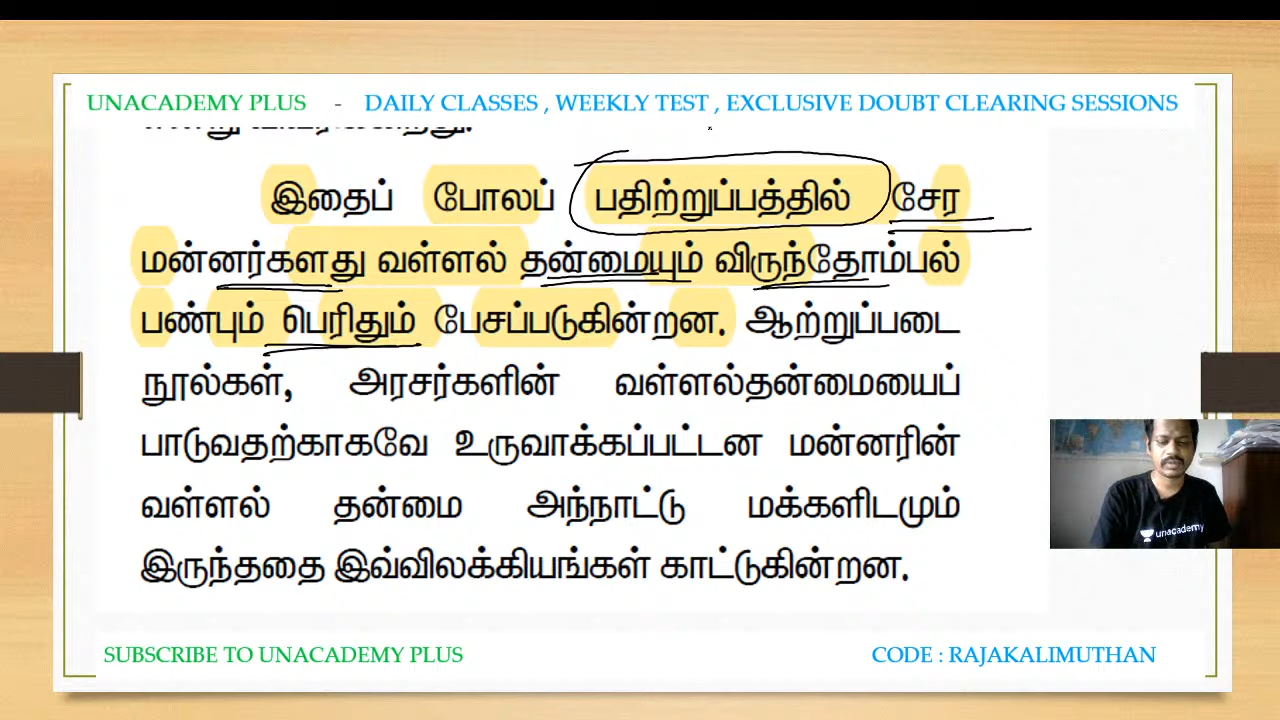 UNACADEMY PLUS - DAILY CLASSES , WEEKLY TEST , EXCLUSIVE DOUBT CLEARING SESSIONS
இதைப் போலப் பதிற்றுப்பத்தில் சேர
மன்னர்களது வள்ளல் தன்மையும் விருந்தோம்பல்
பண்பும் பெரிதும் பேசப்படுகின்றன. ஆற்றுப்படை
நூல்கள், அரசர்களின் வள்ளல்தன்மையைப்
பாடுவதற்காகவே உருவாக்கப்பட்டன மன்னரின்
வள்ளல் தன்மை அந்நாட்டு மக்களிடமும்
இருந்ததை இவ்விலக்கியங்கள் காட்டுகின்றன.
unacademy
SUBSCRIBE TO UNACADEMY PLUS CODE : RAJAKALIMUTHAN